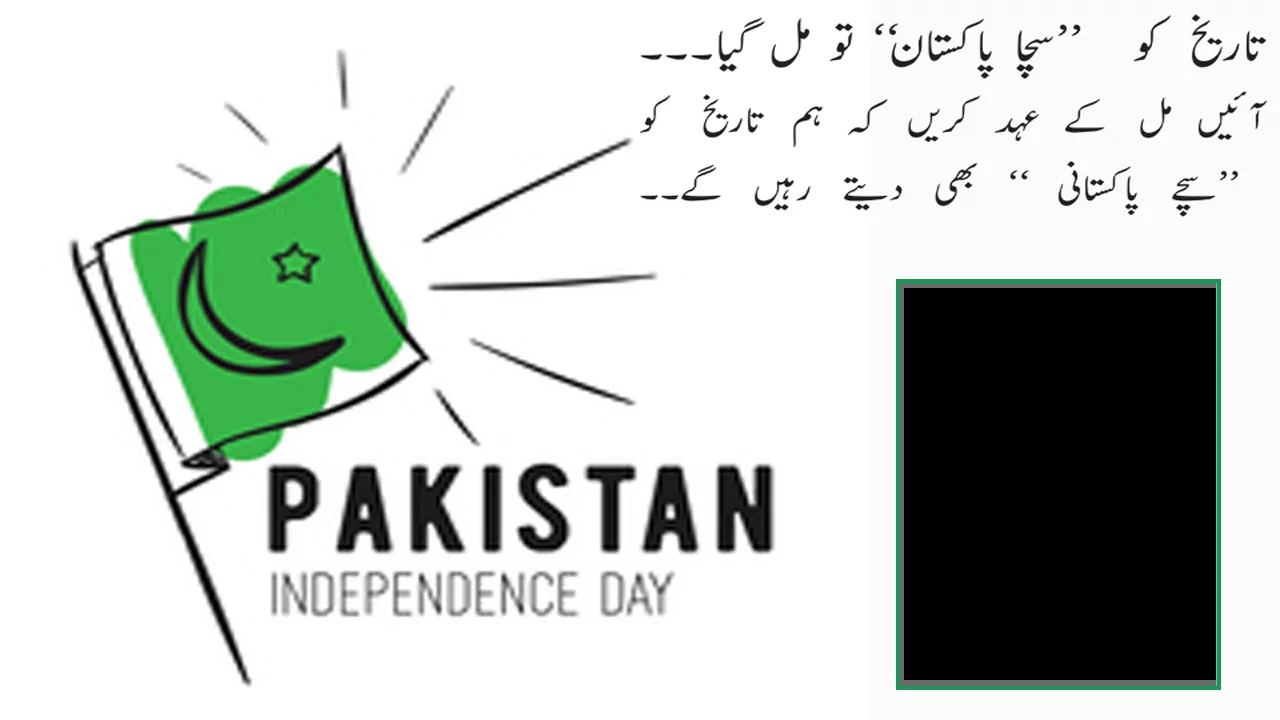 تاریخ کو ”سچا پاکستان“ تو مل گیا۔۔۔
آئیں مل کے عہد کریں کہ ہم تاریخ کو
”سچے پاکستانی “ بھی دیتے رہیں گے۔۔
PAKISTAN
INDEPENDENCE DAY